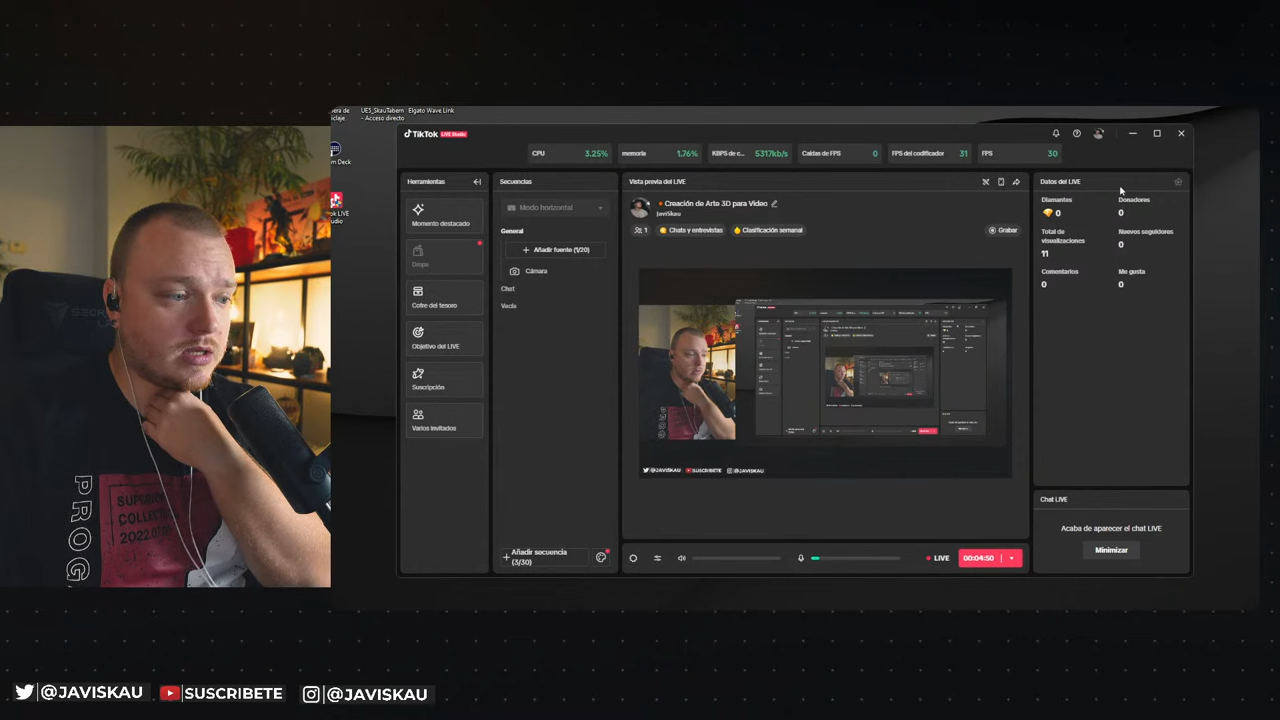 UE5_SkauTabern Elgato Wave Link
- Acceso directo
TikTok LIVE Studio
CPU 3.25%
memoria 1.76%
KBPS de c... 5317kb/s
Caídas de FPS 0
FPS del codificador 31
FPS 30
Herramientas
Momento destacado
Drops
Cofre del tesoro
Objetivo del LIVE
Suscripción
Varios invitados
Secuencias
Modo horizontal
General
+ Añadir fuente (1/20)
Cámara
Chat
Vacía
+ Añadir secuencia
(3/30)
Vista previa del LIVE
Creación de Arte 3D para Video
JaviSkau
1
Chats y entrevistas
Clasificación semanal
Grabar
@JAVISKAU SUSCRIBETE @JAVISKAU
LIVE
00:04:50
Datos del LIVE
Diamantes
0
Donadores
0
Total de
visualizaciones
11
Nuevos seguidores
0
Comentarios
0
Me gusta
0
Chat LIVE
Acaba de aparecer el chat LIVE
Minimizar
PROG
SUPERIOR
COLLECT
@JAVISKAU SUSCRIBETE @JAVISKAU